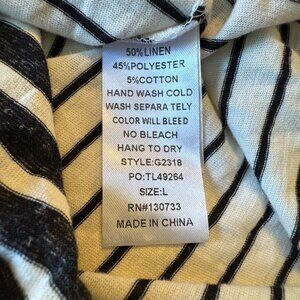 50%LINEN
45%POLYESTER
5%COTTON
HAND WASH COLD
WASH SEPARA TELY
COLOR WILL BLEED
NO BLEACH
HANG TO DRY
STYLE:G2318
PO:TL49264
SIZE:L
RN#130733
MADE IN CHINA